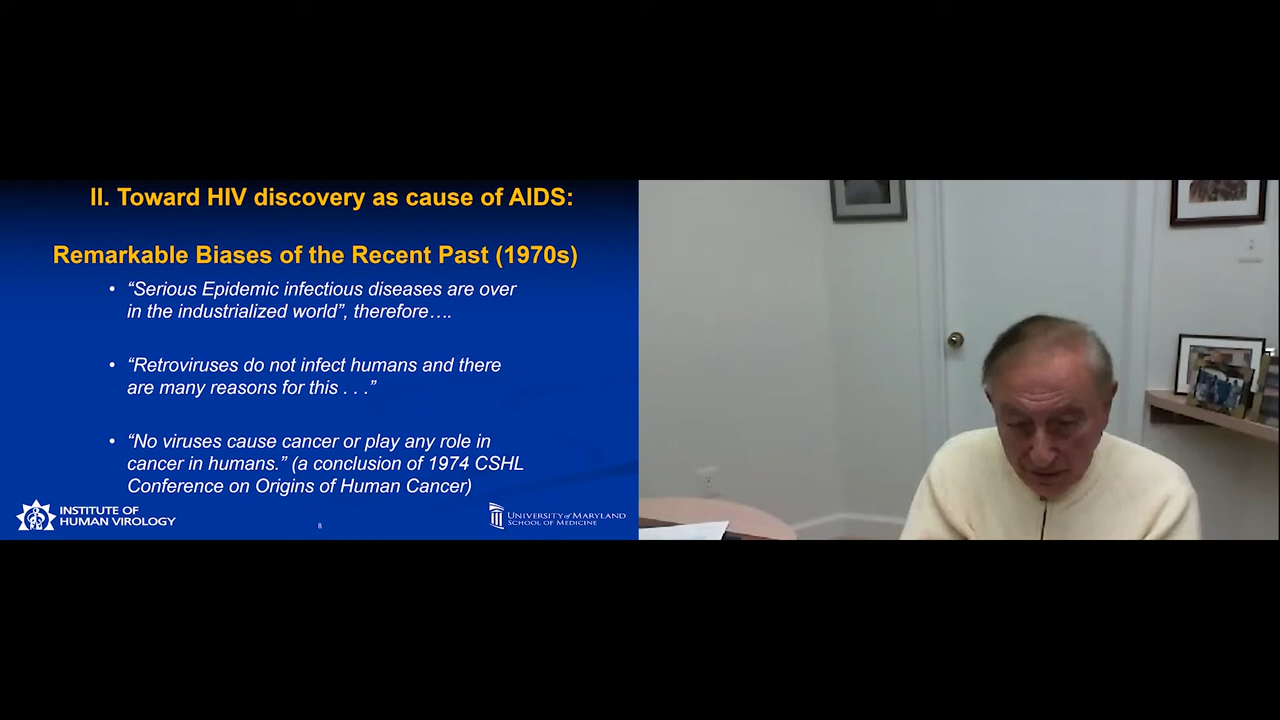 II. Toward HIV discovery as cause of AIDS:
Remarkable Biases of the Recent Past (1970s)
• “Serious Epidemic infectious diseases are over
in the industrialized world”, therefore….
• “Retroviruses do not infect humans and there
are many reasons for this . . .”
• “No viruses cause cancer or play any role in
cancer in humans.” (a conclusion of 1974 CSHL
Conference on Origins of Human Cancer)
INSTITUTE OF
HUMAN VIROLOGY
8
UNIVERSITY of MARYLAND
SCHOOL OF MEDICINE